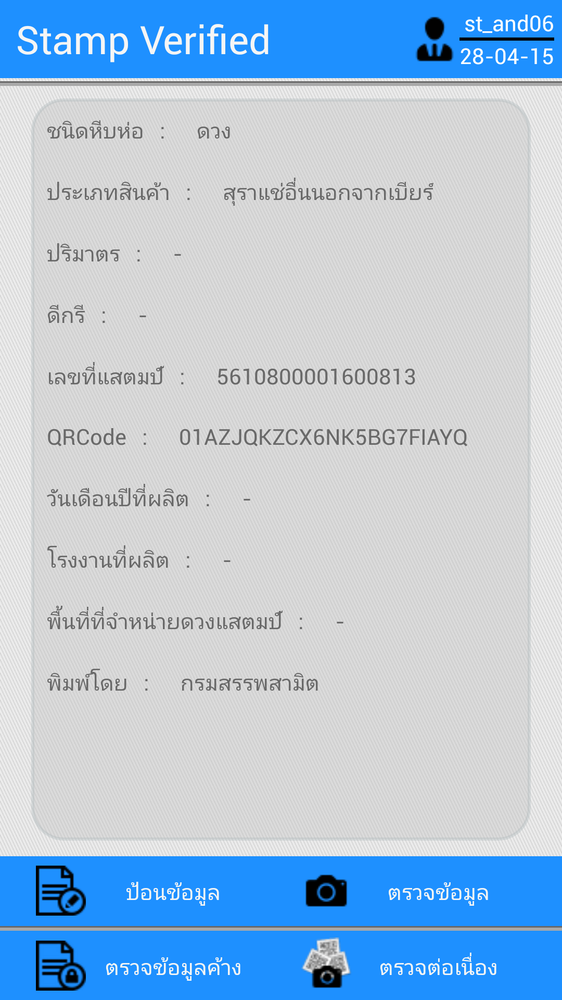 Stamp Verified
st_and06
28-04-15
ชนิดหีบห่อ : ดวง
ประเภทสินค้า : สุราแช่อื่นนอกจากเบียร์
ปริมาตร : -
ดีกรี : -
เลขที่แสตมป์ : 5610800001600813
QRCode : 01AZJQKZCX6NK5BG7FIAYQ
วันเดือนปีที่ผลิต : -
โรงงานที่ผลิต : -
พื้นที่ที่จำหน่ายดวงแสตมป์ : -
พิมพ์โดย : กรมสรรพสามิต
ป้อนข้อมูล
ตรวจข้อมูล
ตรวจข้อมูลค้าง
ตรวจต่อเนื่อง